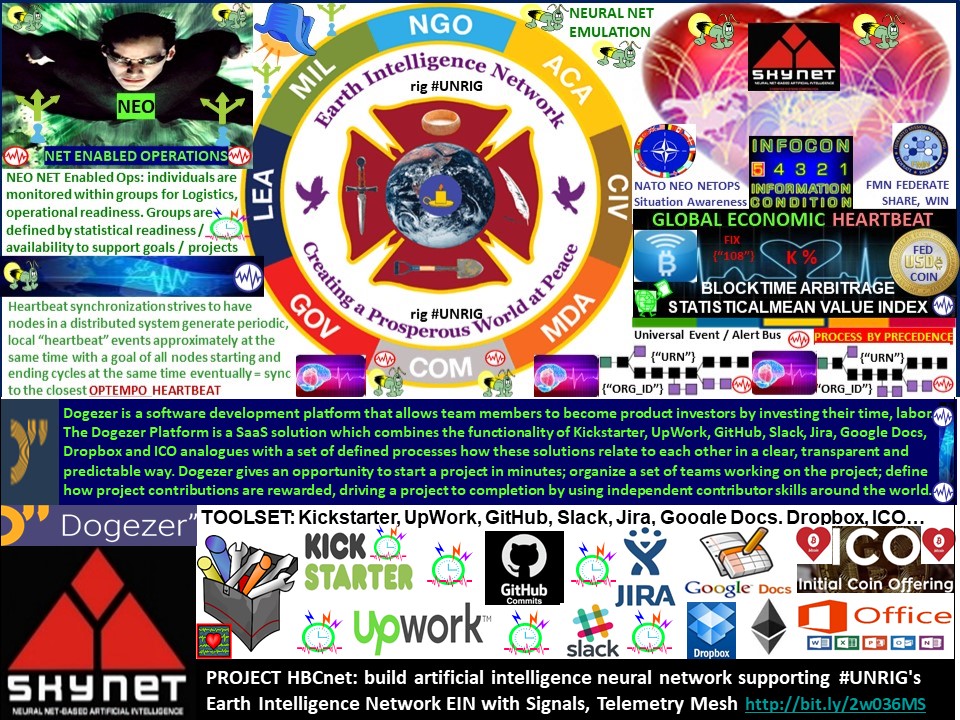 NEO
NET ENABLED OPERATIONS
NEO NET Enabled Ops: individuals are
monitored within groups for Logistics,
operational readiness. Groups are
defined by statistical readiness /
availability to support goals / projects
Heartbeat synchronization strives to have
nodes in a distributed system generate periodic,
local “heartbeat” events approximately at the
same time with a goal of all nodes starting and
ending cycles at the same time eventually = sync
to the closest OPTEMPO HEARTBEAT
NGO
ACA
CIV
MDA
COM
GOV
LEA
MIL
Earth Intelligence Network
rig #UNRIG
rig #UNRIG
Creating a Prosperous World at Peace
NEURAL NET
EMULATION
SKYNET
NEURAL NET-BASED ARTIFICIAL INTELLIGENCE
NATO NEO NETOPS
Situation Awareness
INFOCON
5 4 3 2 1
INFORMATION
CONDITION
FMN FEDERATE
SHARE, WIN
GLOBAL ECONOMIC HEARTBEAT
FIX
{"108"}
K %
FED
USD€
COIN
BLOCKTIME ARBITRAGE
STATISTICALMEAN VALUE INDEX
Universal Event / Alert Bus
PROCESS BY PRECEDENCE
{“URN”}
{“ORG_ID”}
{“URN”}
{“ORG_ID”}
Dogezer is a software development platform that allows team members to become product investors by investing their time, labor.
The Dogezer Platform is a SaaS solution which combines the functionality of Kickstarter, UpWork, GitHub, Slack, Jira, Google Docs,
Dropbox and ICO analogues with a set of defined processes how these solutions relate to each other in a clear, transparent and
predictable way. Dogezer gives an opportunity to start a project in minutes; organize a set of teams working on the project; define
how project contributions are rewarded, driving a project to completion by using independent contributor skills around the world.
Dogezer”
TOOLSET: Kickstarter, UpWork, GitHub, Slack, Jira, Google Docs, Dropbox, ICO…
KICK
STARTER
GitHub
Commits
JIRA
Google Docs
ICO
Initial Coin Offering
Upwork™
slack
Dropbox
Office
SKYNET
NEURAL NET-BASED ARTIFICIAL INTELLIGENCE
PROJECT HBCnet: build artificial intelligence neural network supporting #UNRIG's
Earth Intelligence Network EIN with Signals, Telemetry Mesh http://bit.ly/2w036MS